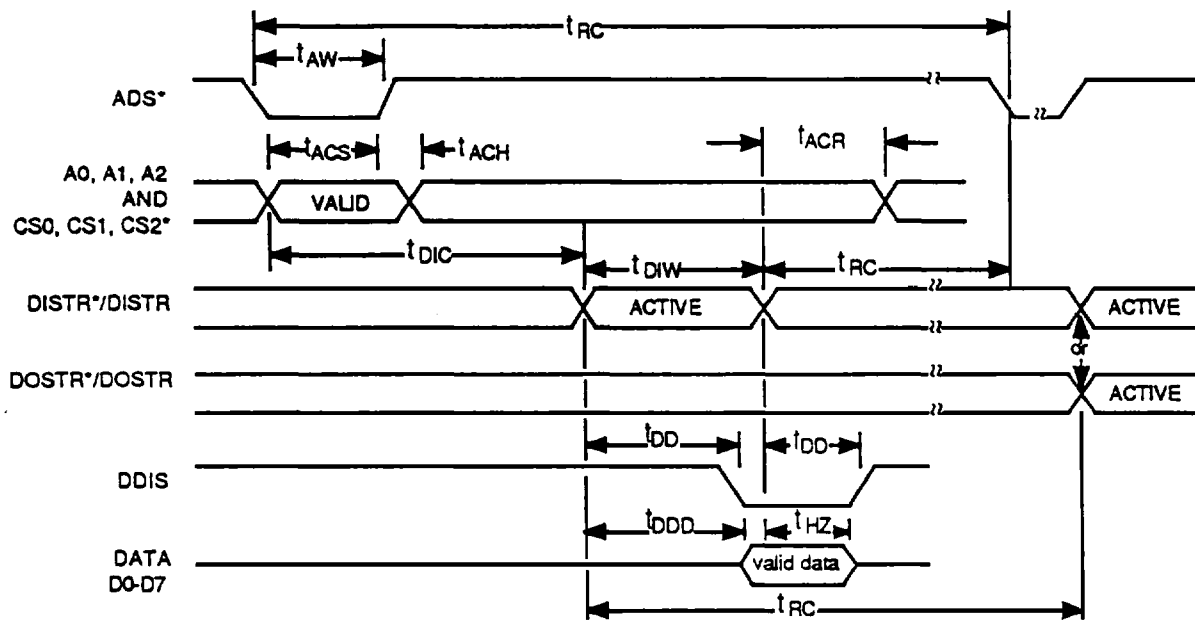 tRC
tAW
ADS*
tACS
tACH
tACR
A0, A1, A2
AND
CS0, CS1, CS2*
VALID
tDIC
tDIW
tRC
DISTR*/DISTR
ACTIVE
ACTIVE
or
DOSTR*/DOSTR
ACTIVE
tDD
tDD
DDIS
tDDD
tHZ
DATA
D0-D7
valid data
tRC